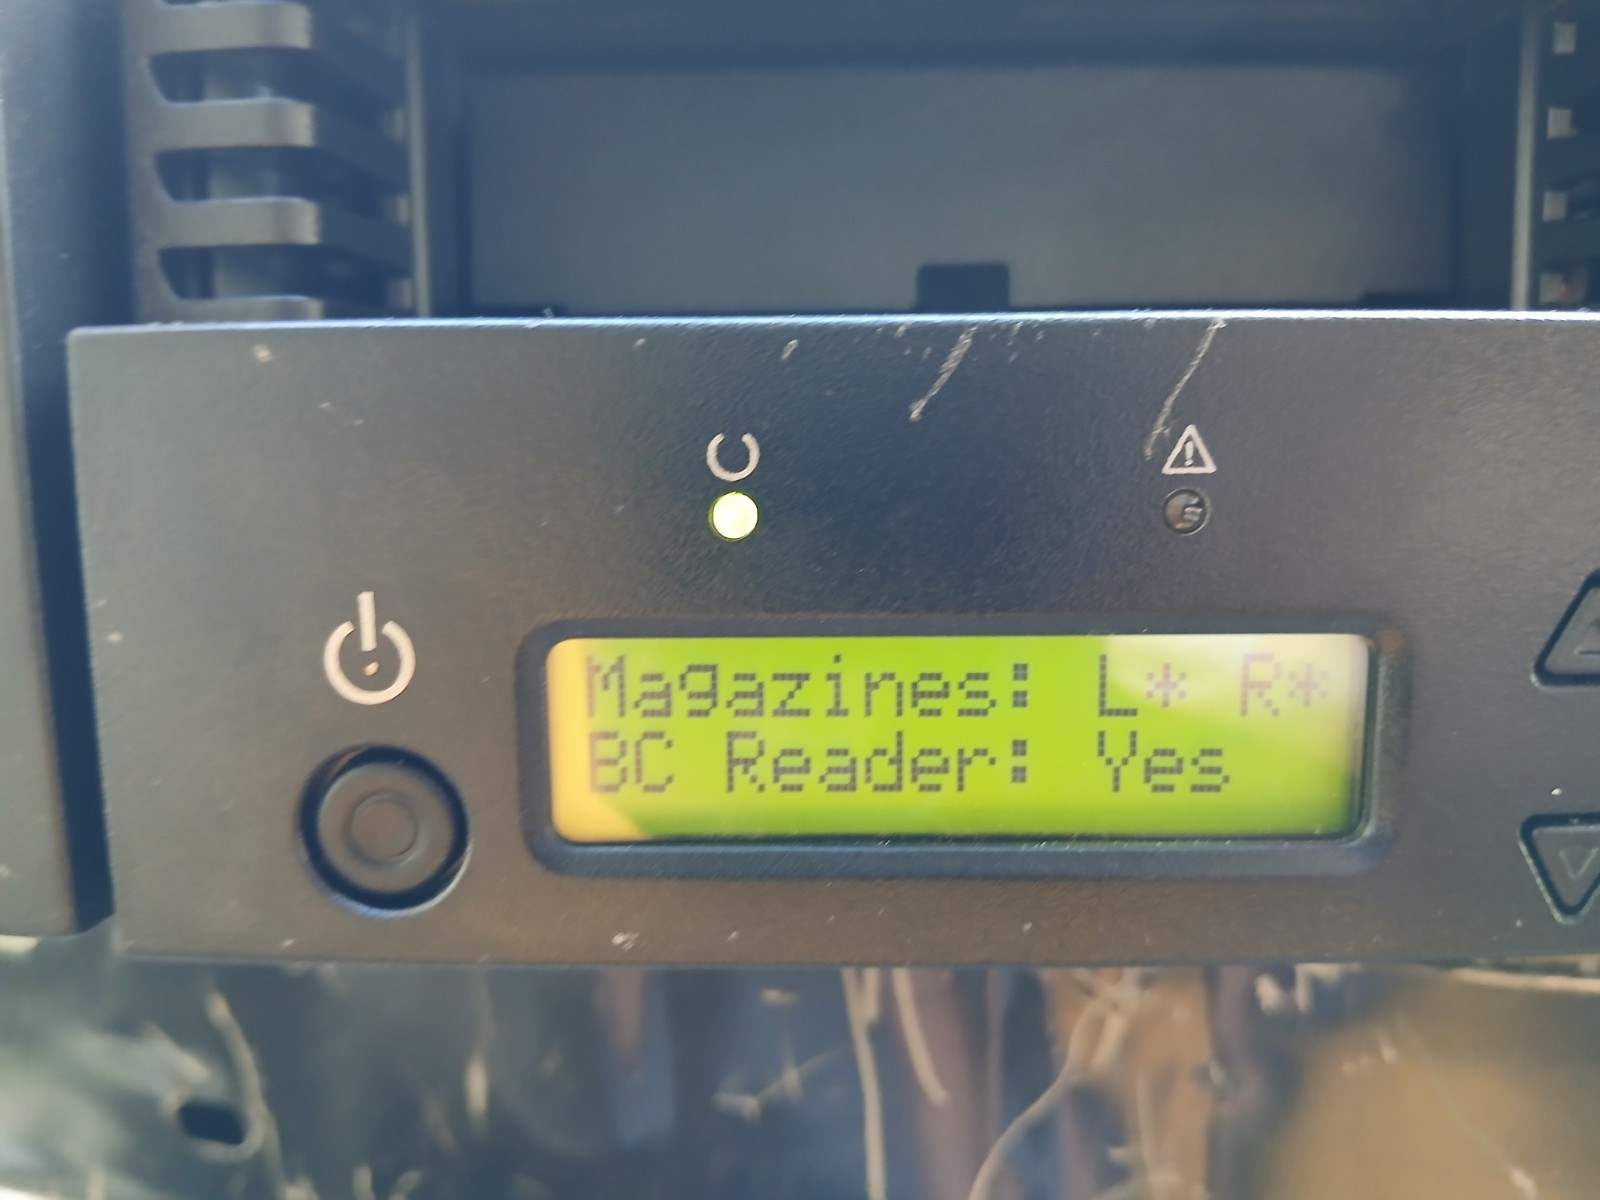 Magazines: L* R*
BC Reader: Yes